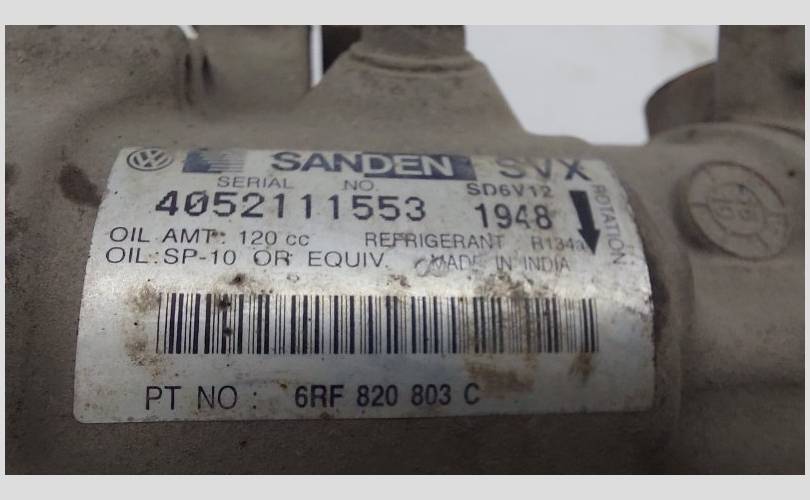 SANDEN SVX
SERIAL NO. SD6V12
4052111553 1948
ROTATION
OIL AMT: 120 cc REFRIGERANT R134a
OIL:SP-10 OR EQUIV. MADE IN INDIA
PT NO : 6RF 820 803 C